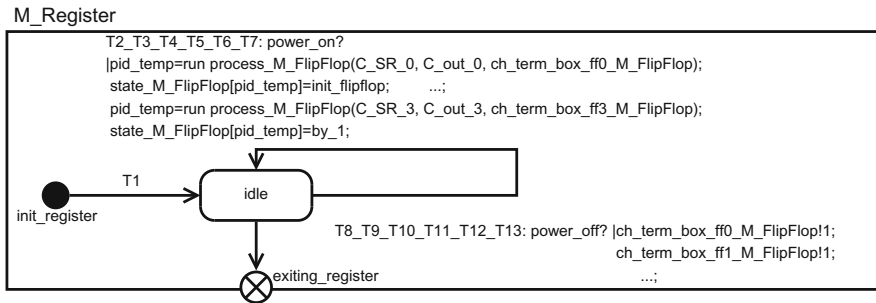 M_Register
T2_T3_T4_T5_T6_T7: power_on?
|pid_temp=run process_M_FlipFlop(C_SR_0, C_out_0, ch_term_box_ff0_M_FlipFlop);
state_M_FlipFlop[pid_temp]=init_flipflop; ...;
pid_temp=run process_M_FlipFlop(C_SR_3, C_out_3, ch_term_box_ff3_M_FlipFlop);
state_M_FlipFlop[pid_temp]=by_1;
T1
idle
init_register
T8_T9_T10_T11_T12_T13: power_off? |ch_term_box_ff0_M_FlipFlop!1;
ch_term_box_ff1_M_FlipFlop!1;
exiting_register
...;